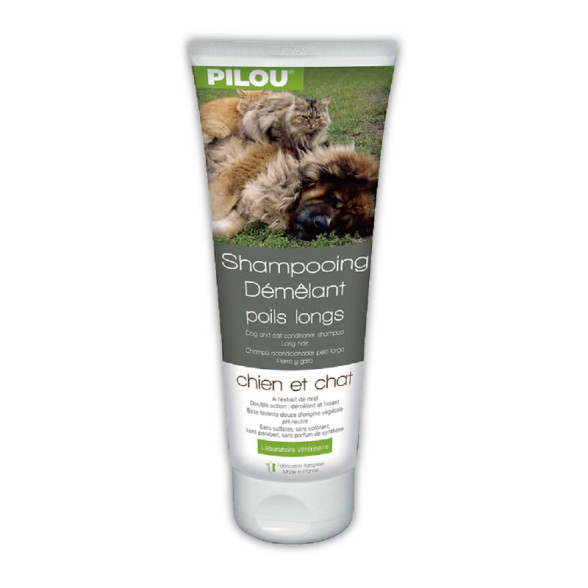 PILOU®
Shampooing
Démêlant
poils longs
Dog and cat conditioner shampoo
Long hair
Champú acondicionador pelo largo
Perro y gato
chien et chat
A l'extrait de miel
Double action : démêlant et lissant
Base lavante douce d'origine végétale
pH neutre
Sans sulfates, sans colorant,
sans paraben, sans parfum de synthèse
Laboratoire Vétérinaire
Fabrication française
Made in France